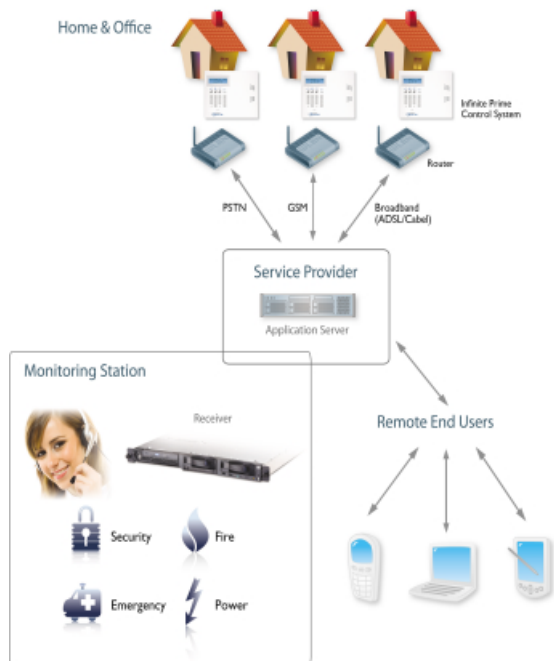 Home & Office
Infinite Prime
Control System
Router
PSTN
GSM
Broadband
(ADSL/Cabel)
Service Provider
Application Server
Monitoring Station
Receiver
Remote End Users
Security
Fire
Emergency
Power